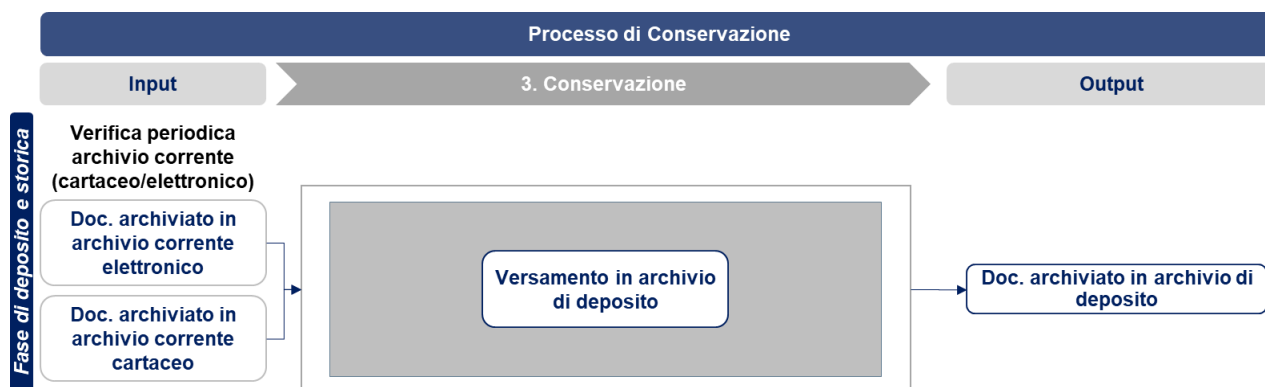 Processo di Conservazione
Input
3. Conservazione
Output
Fase di deposito e storica
Verifica periodica
archivio corrente
(cartaceo/elettronico)
Doc. archiviato in
archivio corrente
elettronico
Doc. archiviato in
archivio corrente
cartaceo
Versamento in archivio
di deposito
Doc. archiviato in archivio di
deposito